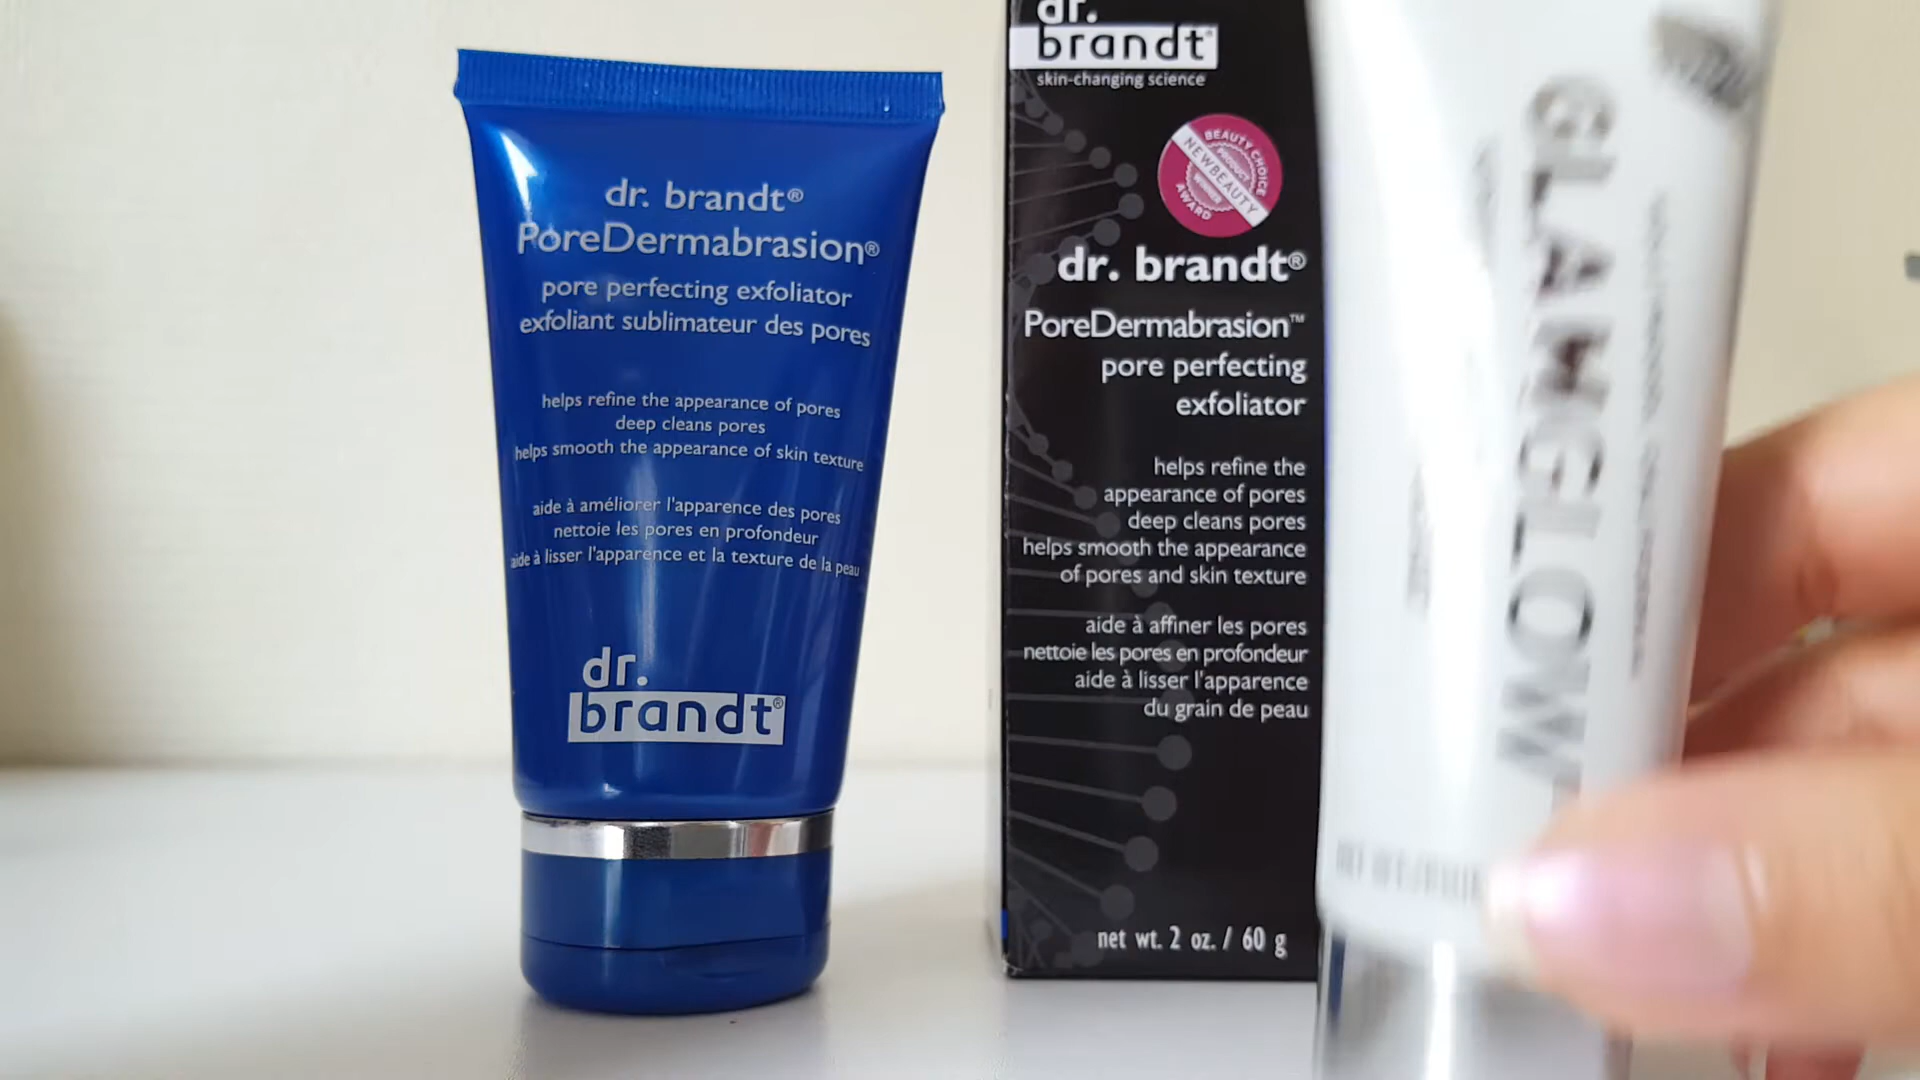 dr. brandt®
PoreDermabrasion®
pore perfecting exfoliator
exfoliant sublimateur des pores
helps refine the appearance of pores
deep cleans pores
helps smooth the appearance of skin texture
aide à améliorer l'apparence des pores
nettoie les pores en profondeur
aide à lisser l'apparence et la texture de la peau
dr.
brandt®
dr.
brandt®
skin-changing science
BEAUTY CHOICE
PRODUCT
WINNER
NEWBEAUTY
AWARD
dr. brandt®
PoreDermabrasion™
pore perfecting
exfoliator
helps refine the
appearance of pores
deep cleans pores
helps smooth the appearance
of pores and skin texture
aide à affiner les pores
nettoie les pores en profondeur
aide à lisser l'apparence
du grain de peau
net wt. 2 oz. / 60 g
GLAMGLOW